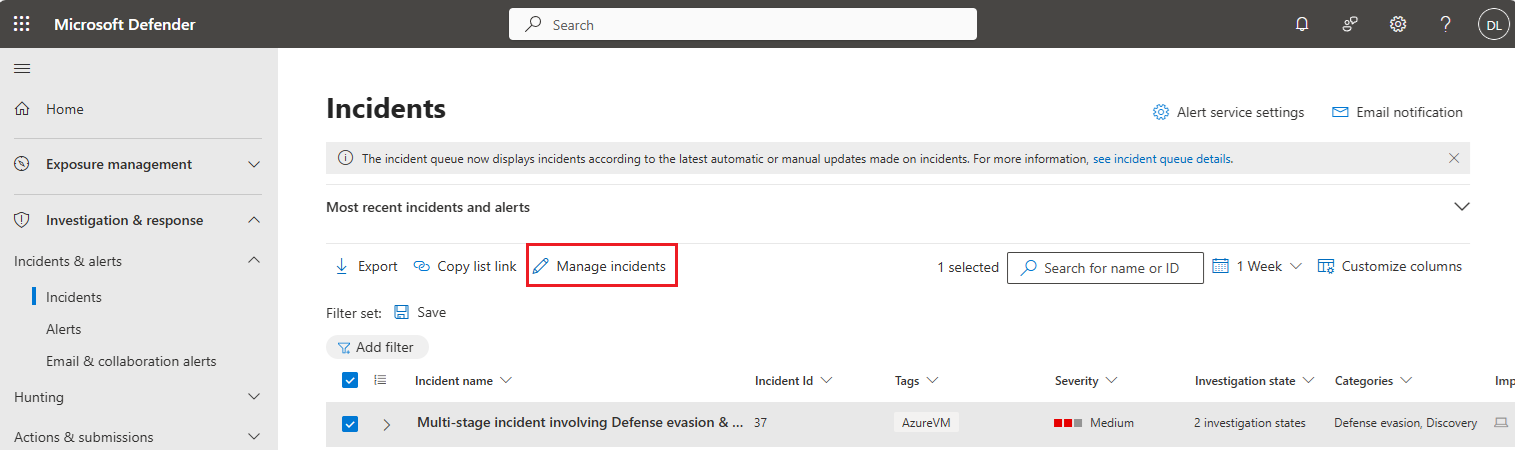 Microsoft Defender
Search
DL
Home
Exposure management
Investigation & response
Incidents & alerts
Incidents
Alerts
Email & collaboration alerts
Hunting
Actions & submissions
Incidents
Alert service settings
Email notification
The incident queue now displays incidents according to the latest automatic or manual updates made on incidents. For more information, see incident queue details.
Most recent incidents and alerts
Export Copy list link Manage incidents 1 selected Search for name or ID 1 Week Customize columns
Filter set: Save
Add filter
Incident name Incident Id Tags Severity Investigation state Categories Imp
Multi-stage incident involving Defense evasion & ... 37 AzureVM Medium 2 investigation states Defense evasion, Discovery